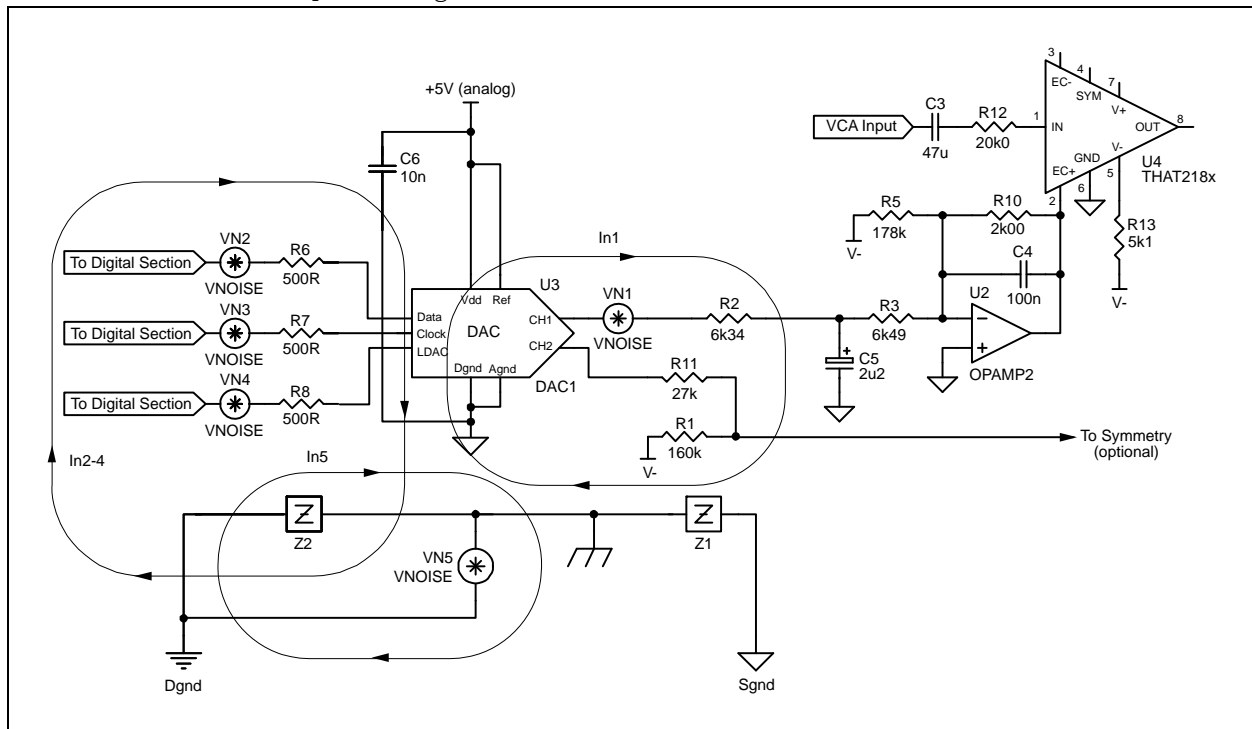 +5V (analog)
C6
10n
VCA Input
C3
47u
R12
20k0
3
EC-
4
SYM
7
V+
1
IN
OUT
8
V-
GND
EC+
5
6
2
U4
THAT218x
R5
178k
V-
R10
2k00
C4
100n
R13
5k1
V-
To Digital Section
VN2
VNOISE
R6
500R
To Digital Section
VN3
VNOISE
R7
500R
To Digital Section
VN4
VNOISE
R8
500R
Vdd
Ref
U3
Data
Clock
LDAC
DAC
CH1
CH2
Dgnd
Agnd
DAC1
In1
VN1
VNOISE
R2
6k34
R3
6k49
U2
OPAMP2
+
C5
2u2
R11
27k
R1
160k
V-
To Symmetry
(optional)
In2-4
In5
Z
Z2
VN5
VNOISE
Z
Z1
Dgnd
Sgnd